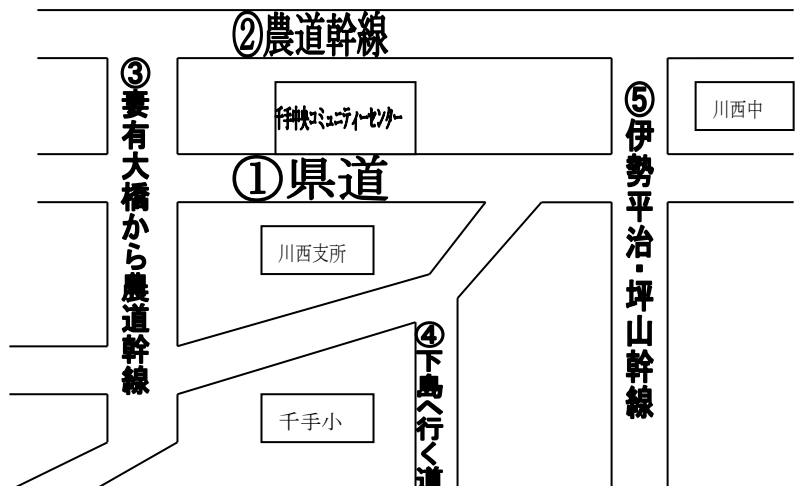 ②農道幹線
③妻有大橋から農道幹線
千手中央コミュニティーセンター
⑤伊勢平治・坪山幹線
川西中
①県道
川西支所
④下島へ行く道
千手小